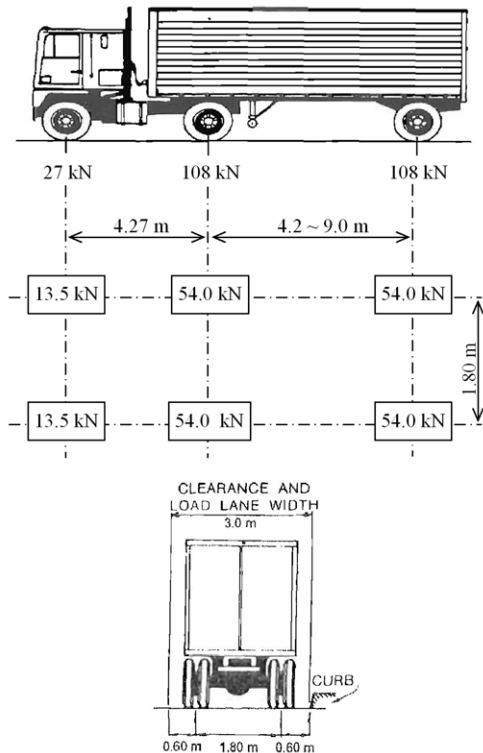 27 kN 108 kN 108 kN
4.27 m 4.2 ~ 9.0 m
13.5 kN 54.0 kN 54.0 kN
1.80 m
13.5 kN 54.0 kN 54.0 kN
CLEARANCE AND
LOAD LANE WIDTH
3.0 m
CURB
0.60 m 1.80 m 0.60 m